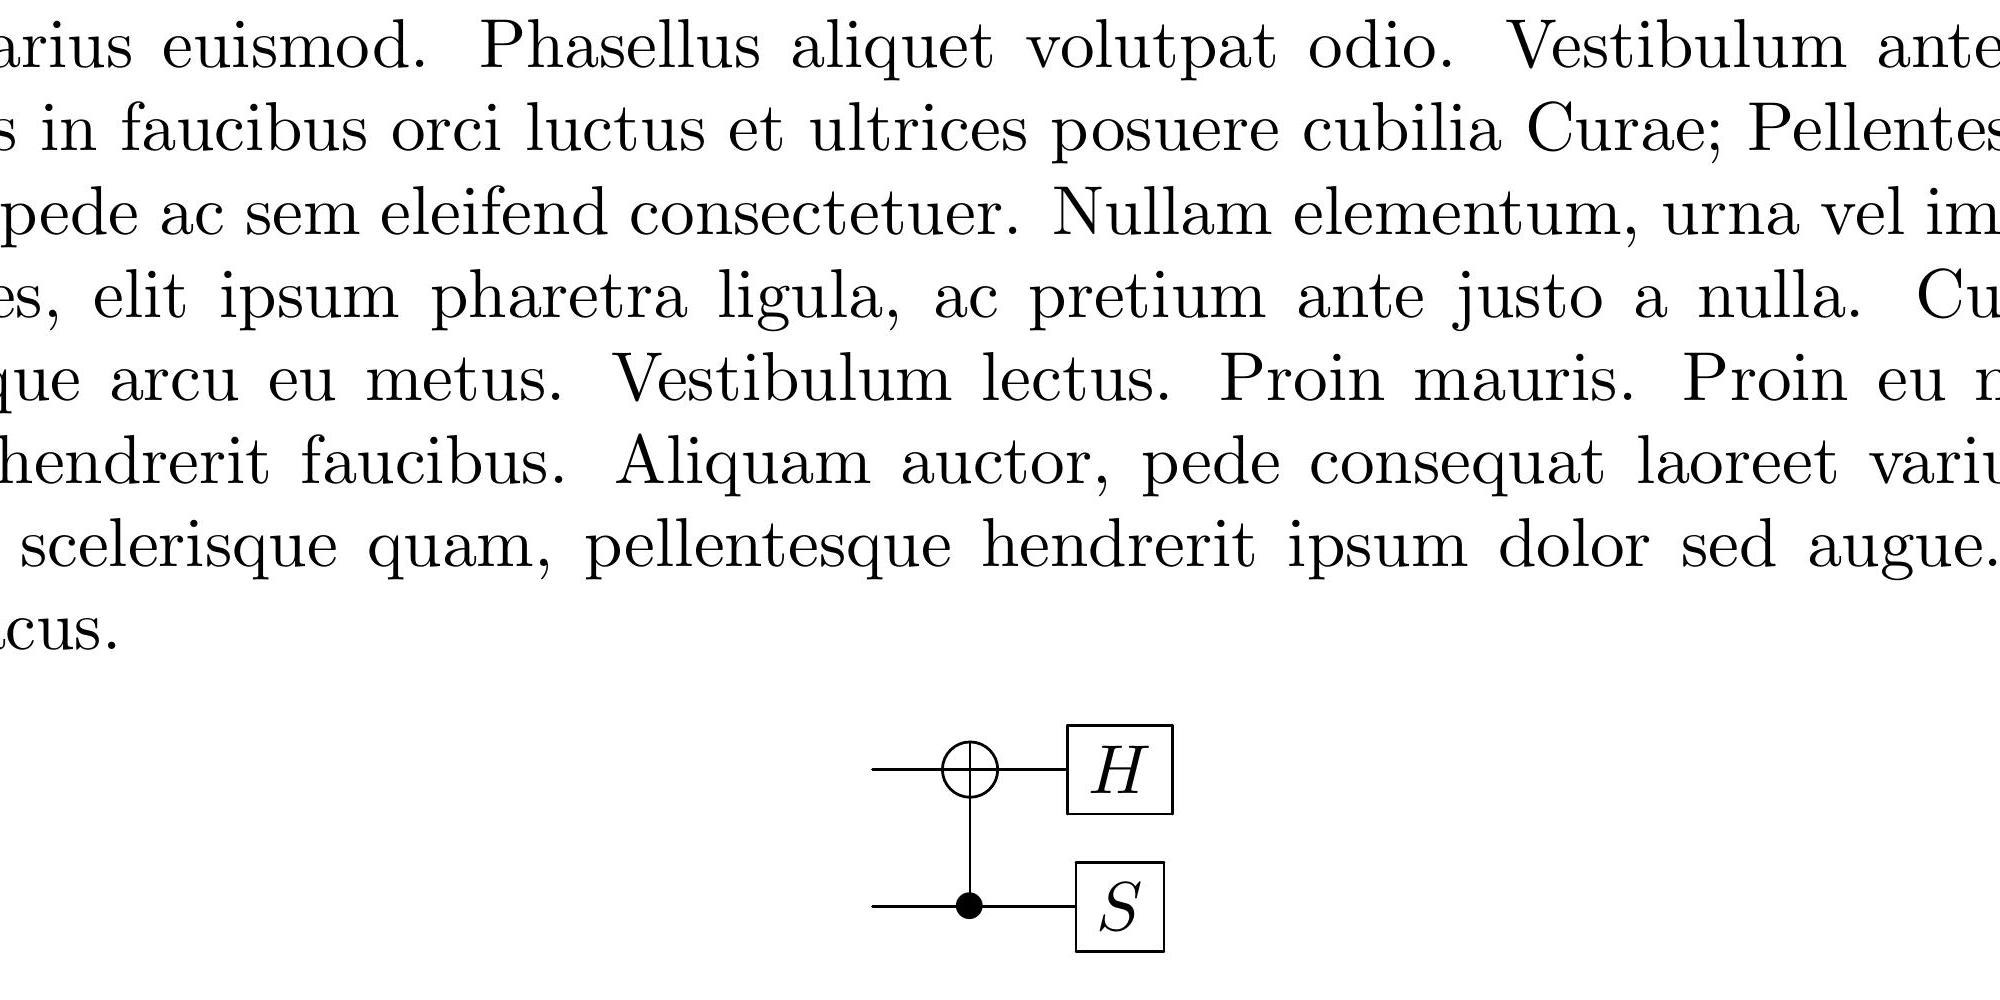 arius euismod. Phasellus aliquet volutpat odio. Vestibulum ante
s in faucibus orci luctus et ultrices posuere cubilia Curae; Pellentes
pede ac sem eleifend consectetuer. Nullam elementum, urna vel im
es, elit ipsum pharetra ligula, ac pretium ante justo a nulla. Cu
que arcu eu metus. Vestibulum lectus. Proin mauris. Proin eu n
hendrerit faucibus. Aliquam auctor, pede consequat laoreet variu
scelerisque quam, pellentesque hendrerit ipsum dolor sed augue.
cus.
H
S